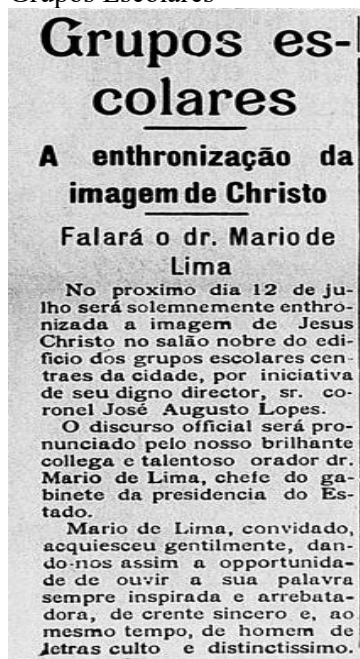 Grupos Escolares
Grupos es-
colares
A enthronização da
imagem de Christo
Falará o dr. Mario de
Lima
No proximo dia 12 de ju-
lho será solemnemente enthro-
nizada a imagem de Jesus
Christo no salão nobre do edi-
ficio dos grupos escolares cen-
traes da cidade, por iniciativa
de seu digno director, sr. co-
ronel José Augusto Lopes.
O discurso official será pro-
nunciado pelo nosso brilhante
collega e talentoso orador dr.
Mario de Lima, chefe do ga-
binete da presidencia do Es-
tado.
Mario de Lima, convidado,
acquiesceu gentilmente, dan-
do-nos assim a opportunida-
de de ouvir a sua palavra
sempre inspirada e arrebata-
dora, de crente sincero e, ao
mesmo tempo, de homem de
letras culto e distinctissimo.